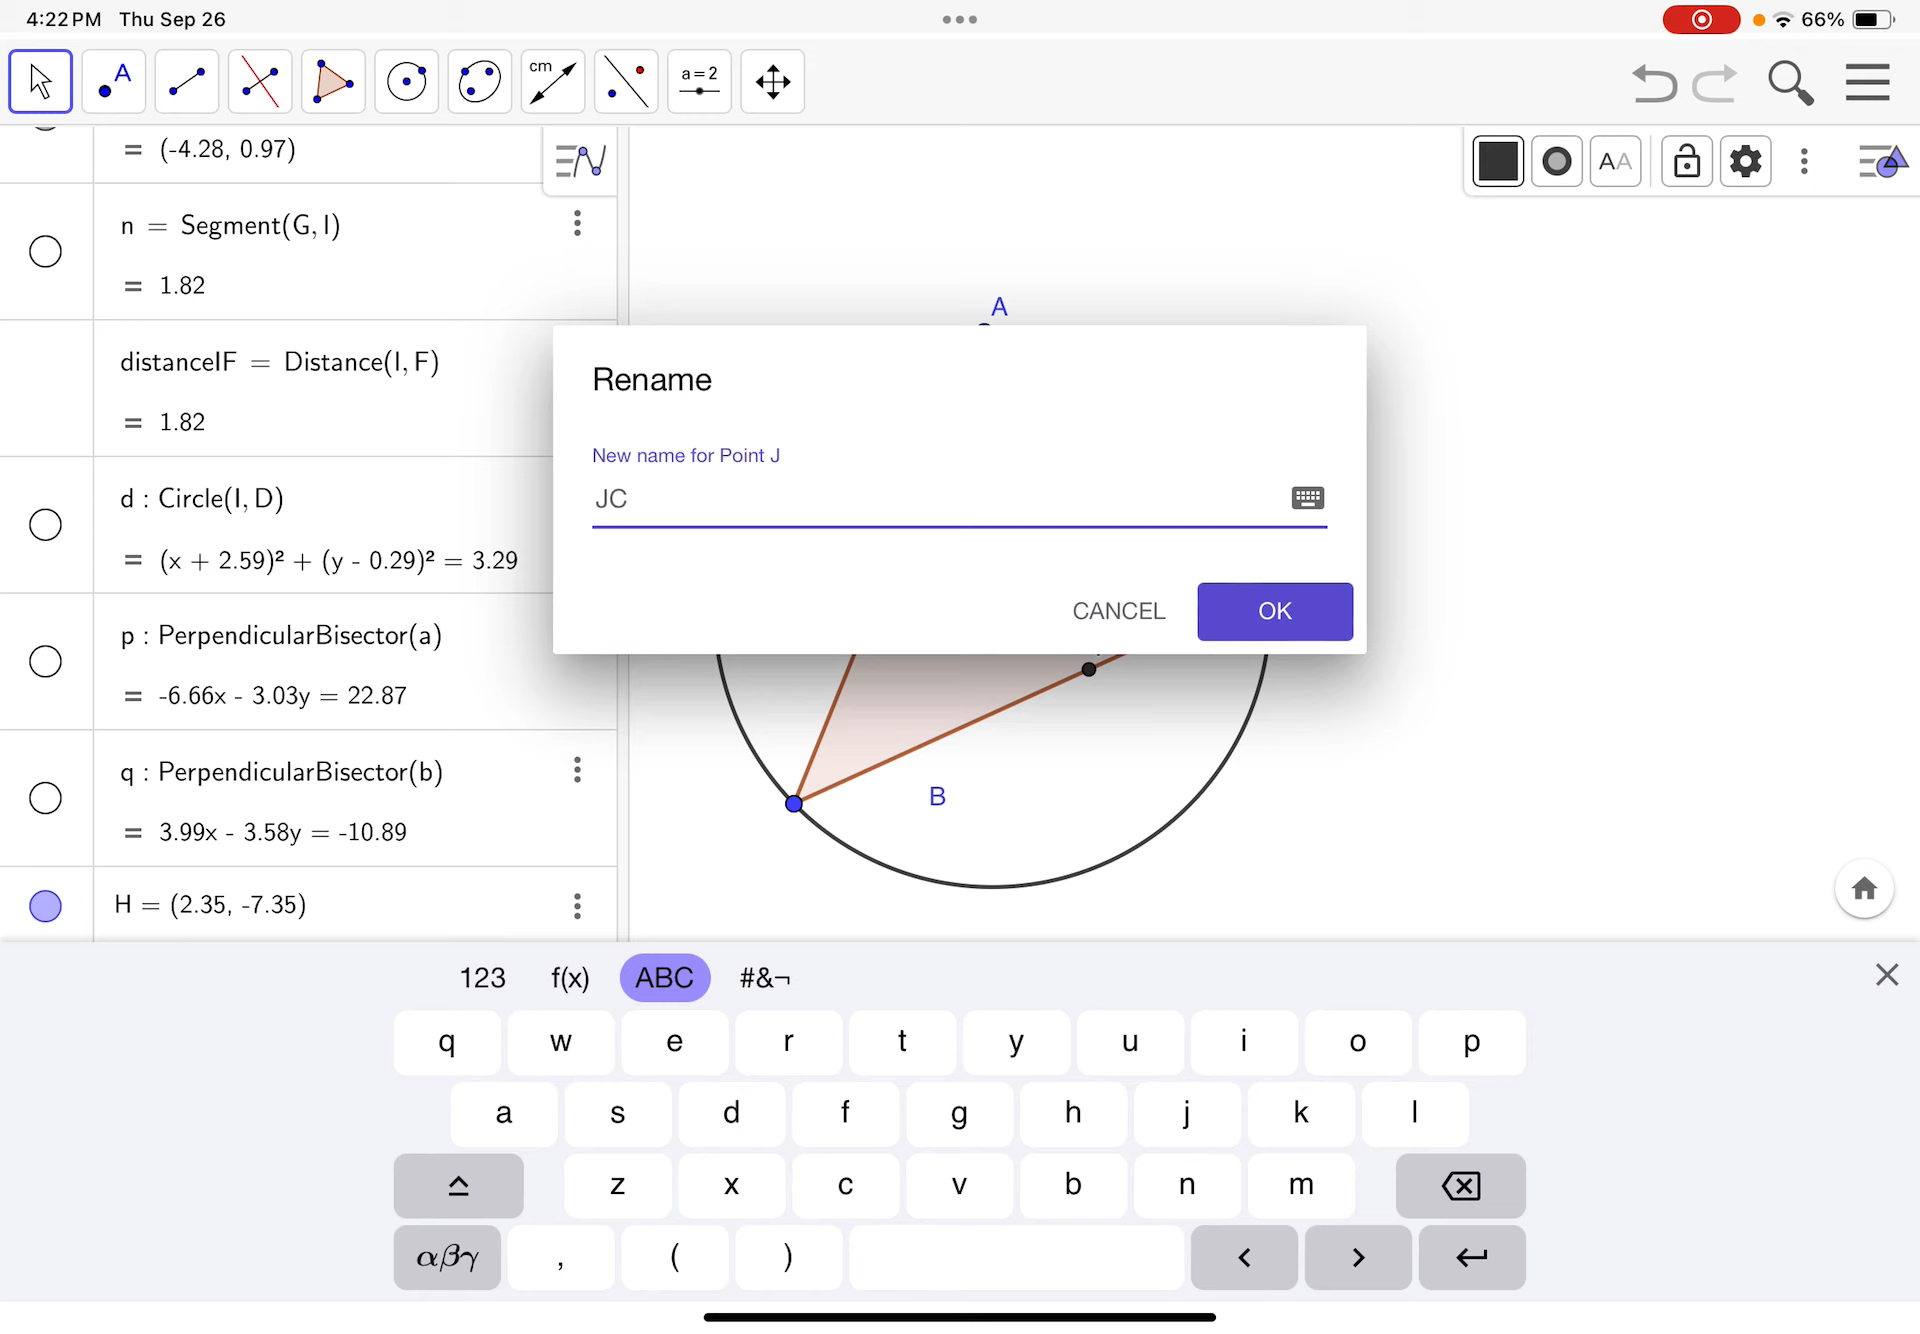 4:22 PM Thu Sep 26
66%
A
cm
a = 2
AA
= (-4.28, 0.97)
n = Segment(G, I)
= 1.82
distanceIF = Distance(I, F)
= 1.82
d : Circle(I, D)
= (x + 2.59)² + (y - 0.29)² = 3.29
p : PerpendicularBisector(a)
= -6.66x - 3.03y = 22.87
q : PerpendicularBisector(b)
= 3.99x - 3.58y = -10.89
H = (2.35, -7.35)
A
Rename
New name for Point J
JC
CANCEL OK
B
123 f(x) ABC #&¬
q w e r t y u i o p
a s d f g h j k l
z x c v b n m
αβγ , ( ) < >